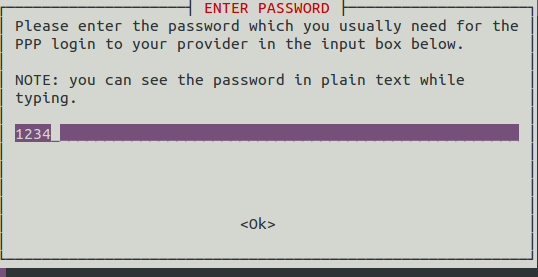 ENTER PASSWORD
Please enter the password which you usually need for the
PPP login to your provider in the input box below.
NOTE: you can see the password in plain text while
typing.
1234
<Ok>